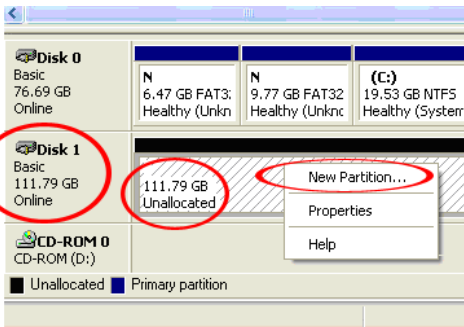 Disk 0
Basic
76.69 GB
Online
N
6.47 GB FAT3:
Healthy (Unkn
N
9.77 GB FAT32
Healthy (Unknc
(C:)
19.53 GB NTFS
Healthy (System
Disk 1
Basic
111.79 GB
Online
111.79 GB
Unallocated
New Partition...
Properties
Help
CD-ROM 0
CD-ROM (D:)
Unallocated Primary partition